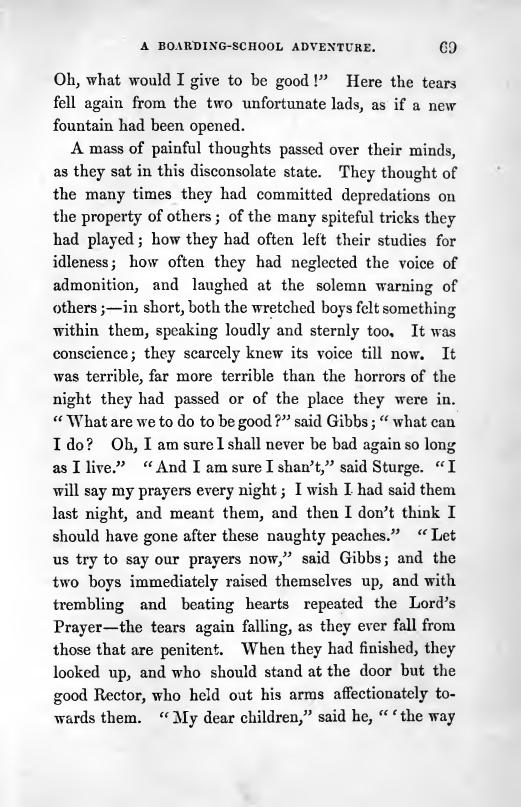 A BOARDING-SCHOOL ADVENTURE. 69
Oh, what would I give to be good!” Here the tears
fell again from the two unfortunate lads, as if a new
fountain had been opened.
A mass of painful thoughts passed over their minds,
as they sat in this disconsolate state. They thought of
the many times they had committed depredations on
the property of others; of the many spiteful tricks they
had played; how they had often left their studies for
idleness; how often they had neglected the voice of
admonition, and laughed at the solemn warning of
others;—in short, both the wretched boys felt something
within them, speaking loudly and sternly too. It was
conscience; they scarcely knew its voice till now. It
was terrible, far more terrible than the horrors of the
night they had passed or of the place they were in.
“What are we to do to be good?” said Gibbs; “what can
I do? Oh, I am sure I shall never be bad again so long
as I live.” “And I am sure I shan’t,” said Sturge. “I
will say my prayers every night; I wish I had said them
last night, and meant them, and then I don’t think I
should have gone after these naughty peaches.” “Let
us try to say our prayers now,” said Gibbs; and the
two boys immediately raised themselves up, and with
trembling and beating hearts repeated the Lord’s
Prayer—the tears again falling, as they ever fall from
those that are penitent. When they had finished, they
looked up, and who should stand at the door but the
good Rector, who held out his arms affectionately to-
wards them. “My dear children,” said he, “‘the way